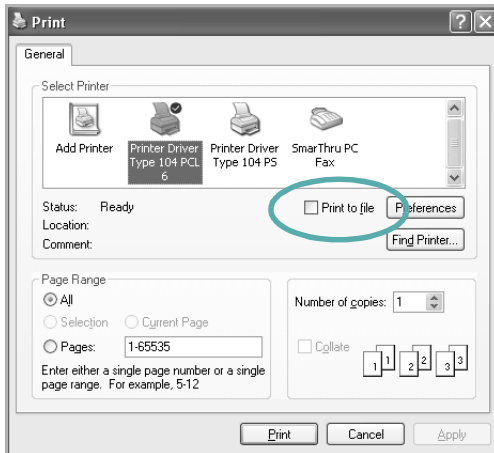 Print
General
Select Printer
Add Printer
Printer Driver
Type 104 PCL
6
Printer Driver
Type 104 PS
SmarThru PC
Fax
Status: Ready
Location:
Comment:
Print to file
Preferences
Find Printer...
Page Range
All
Selection
Current Page
Pages: 1-65535
Enter either a single page number or a single
page range. For example, 5-12
Number of copies: 1
Collate
1 1 2 2 3 3
Print Cancel Apply